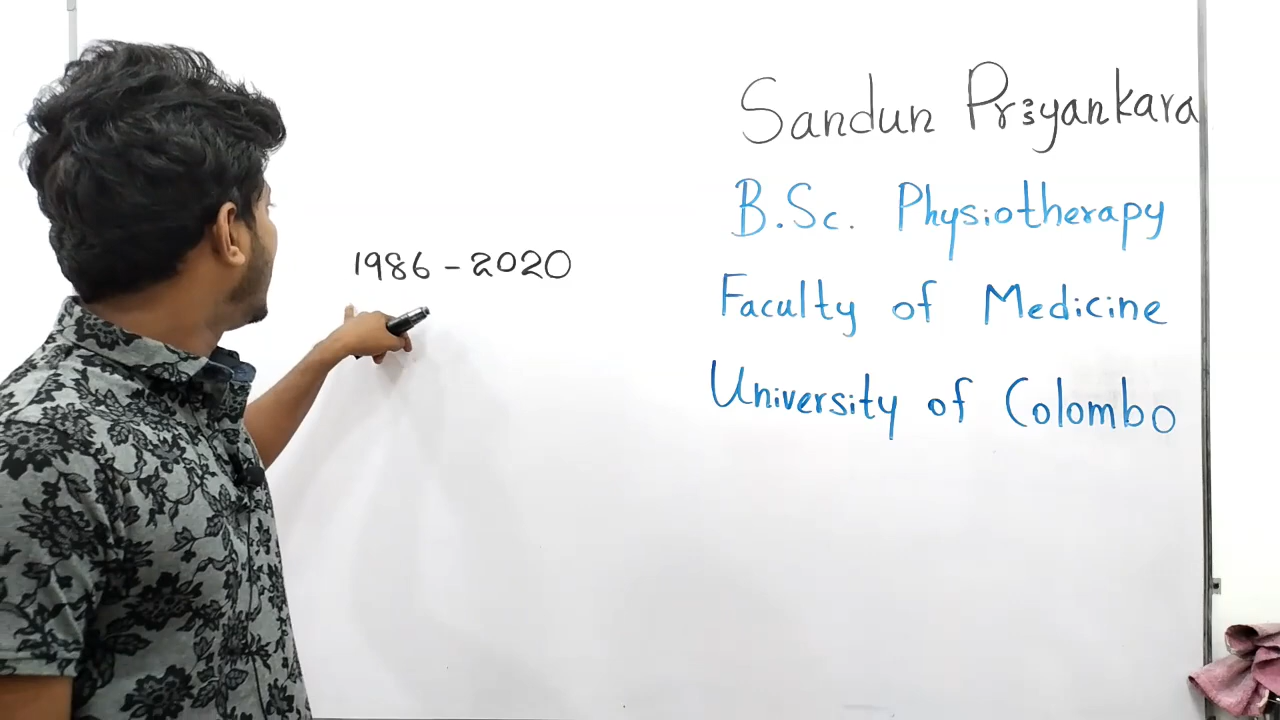 Sandun Priyankara
B.Sc. Physiotherapy
1986 - 2020
Faculty of Medicine
University of Colombo